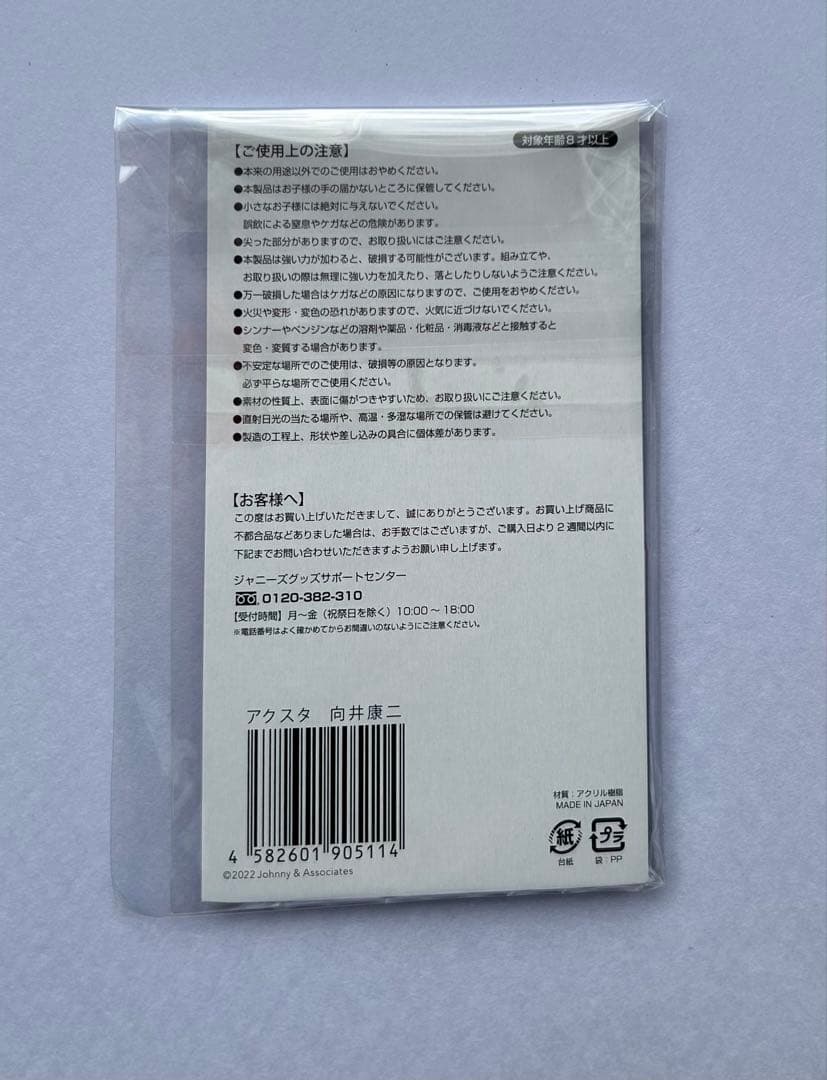 対象年齢8才以上
【ご使用上の注意】
●本来の用途以外でのご使用はおやめください。
●本製品はお子様の手の届かないところに保管してください。
●小さなお子様には絶対に与えないでください。
誤飲による窒息やケガなどの危険があります。
●尖った部分がありますので、お取り扱いにはご注意ください。
●本製品は強い力が加わると、破損する可能性がございます。組み立てや、
お取り扱いの際は無理に強い力を加えたり、落としたりしないようご注意ください。
●万一破損した場合はケガなどの原因になりますので、ご使用をおやめください。
●火災や変形・変色の恐れがありますので、火気に近づけないでください。
●シンナーやベンジンなどの溶剤や薬品・化粧品・消毒液などと接触すると
変色・変質する場合があります。
●不安定な場所でのご使用は、破損等の原因となります。
必ず平らな場所でご使用ください。
●素材の性質上、表面に傷がつきやすいため、お取り扱いにご注意ください。
●直射日光の当たる場所や、高温・多湿な場所での保管は避けてください。
●製造の工程上、形状や差し込みの具合に個体差があります。
【お客様へ】
この度はお買い上げいただきまして、誠にありがとうございます。お買い上げ商品に
不都合品などありました場合は、お手数ではございますが、ご購入日より2週間以内に
下記までお問い合わせいただきますようお願い申し上げます。
ジャニーズグッズサポートセンター
0120-382-310
【受付時間】月〜金（祝祭日を除く）10:00〜18:00
※電話番号はよく確かめてからお間違いのないようにご注意ください。
アクスタ 向井康二
4 582601 905114
©2022 Johnny & Associates
材質：アクリル樹脂
MADE IN JAPAN
紙 プラ
台紙 袋：PP